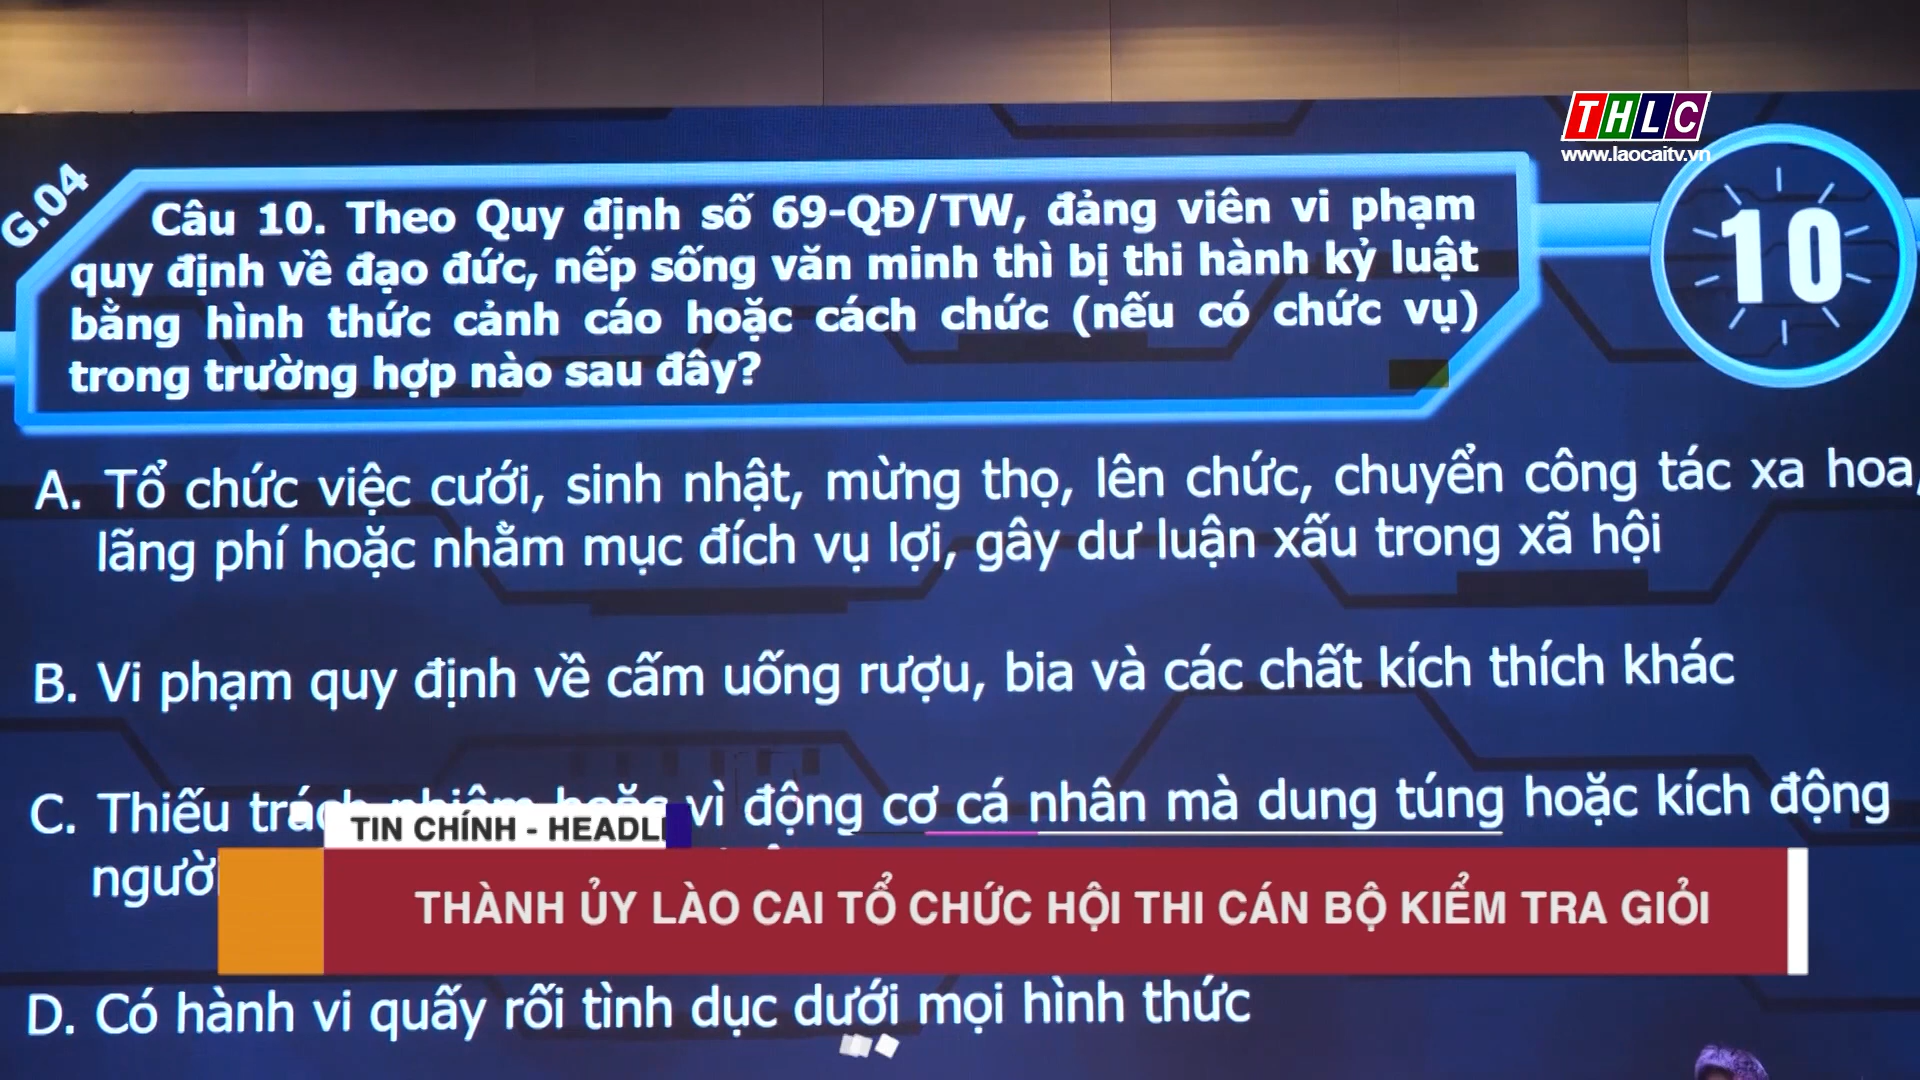 THLC
www.laocaitv.vn
G.04
Câu 10. Theo Quy định số 69-QĐ/TW, đảng viên vi phạm
quy định về đạo đức, nếp sống văn minh thì bị thi hành kỷ luật
bằng hình thức cảnh cáo hoặc cách chức (nếu có chức vụ)
trong trường hợp nào sau đây?
10
A. Tổ chức việc cưới, sinh nhật, mừng thọ, lên chức, chuyển công tác xa hoa,
lãng phí hoặc nhằm mục đích vụ lợi, gây dư luận xấu trong xã hội
B. Vi phạm quy định về cấm uống rượu, bia và các chất kích thích khác
C. Thiếu trách nhiệm hoặc vì động cơ cá nhân mà dung túng hoặc kích động
người
TIN CHÍNH - HEADLI
THÀNH ỦY LÀO CAI TỔ CHỨC HỘI THI CÁN BỘ KIỂM TRA GIỎI
D. Có hành vi quấy rối tình dục dưới mọi hình thức